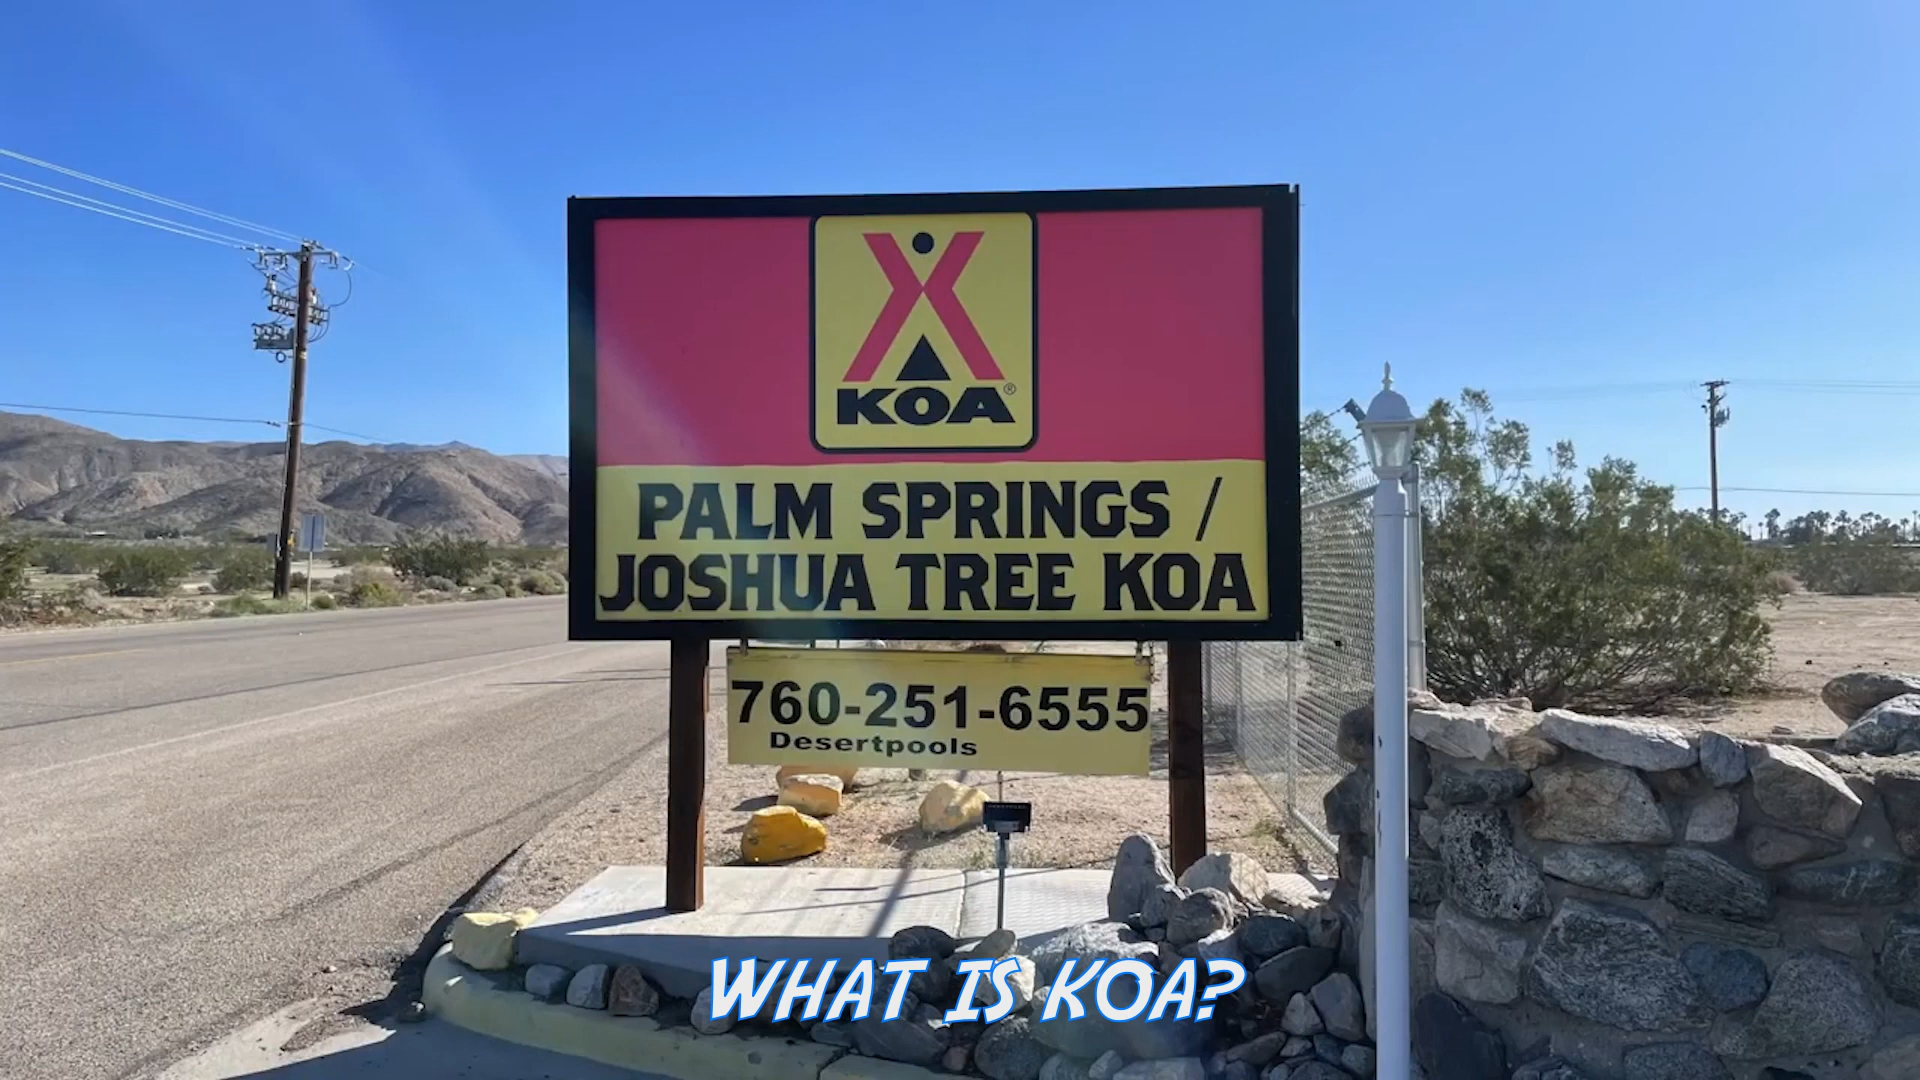 KOA®
PALM SPRINGS /
JOSHUA TREE KOA
760-251-6555
Desertpools
WHAT IS KOA?